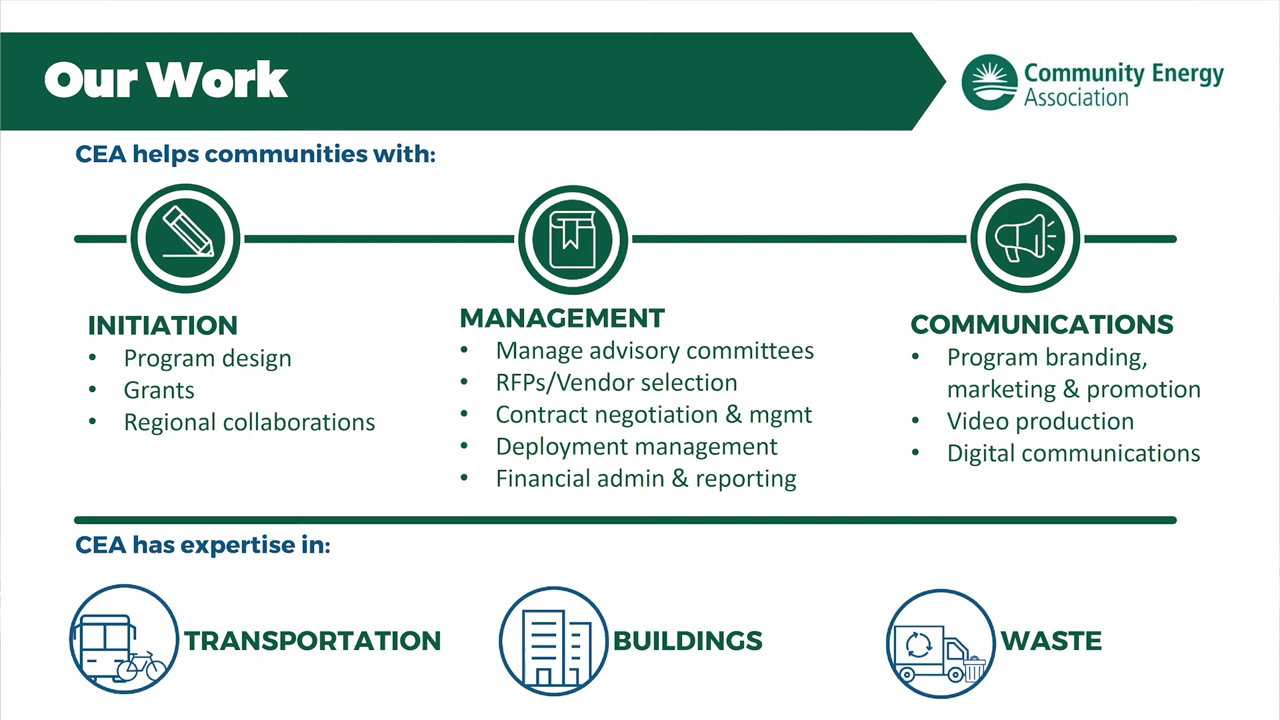 Our Work
Community Energy
Association
CEA helps communities with:
INITIATION
• Program design
• Grants
• Regional collaborations
MANAGEMENT
• Manage advisory committees
• RFPs/Vendor selection
• Contract negotiation & mgmt
• Deployment management
• Financial admin & reporting
COMMUNICATIONS
• Program branding,
marketing & promotion
• Video production
• Digital communications
CEA has expertise in:
TRANSPORTATION
BUILDINGS
WASTE